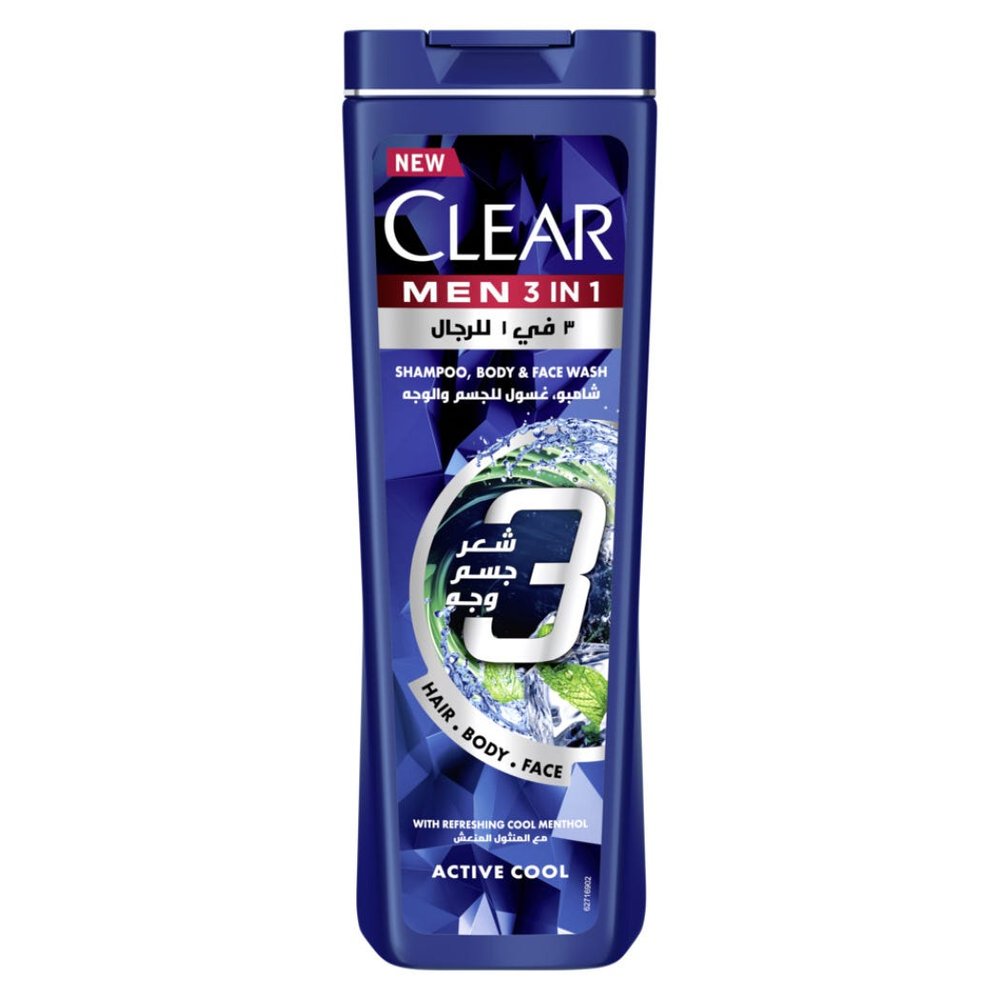 NEW
CLEAR
MEN 3 IN 1
٣ في ١ للرجال
SHAMPOO, BODY & FACE WASH
شامبو، غسول للجسم والوجه
3
شعر
جسم
وجه
HAIR . BODY . FACE
WITH REFRESHING COOL MENTHOL
مع المنثول المنعش
ACTIVE COOL
62716902